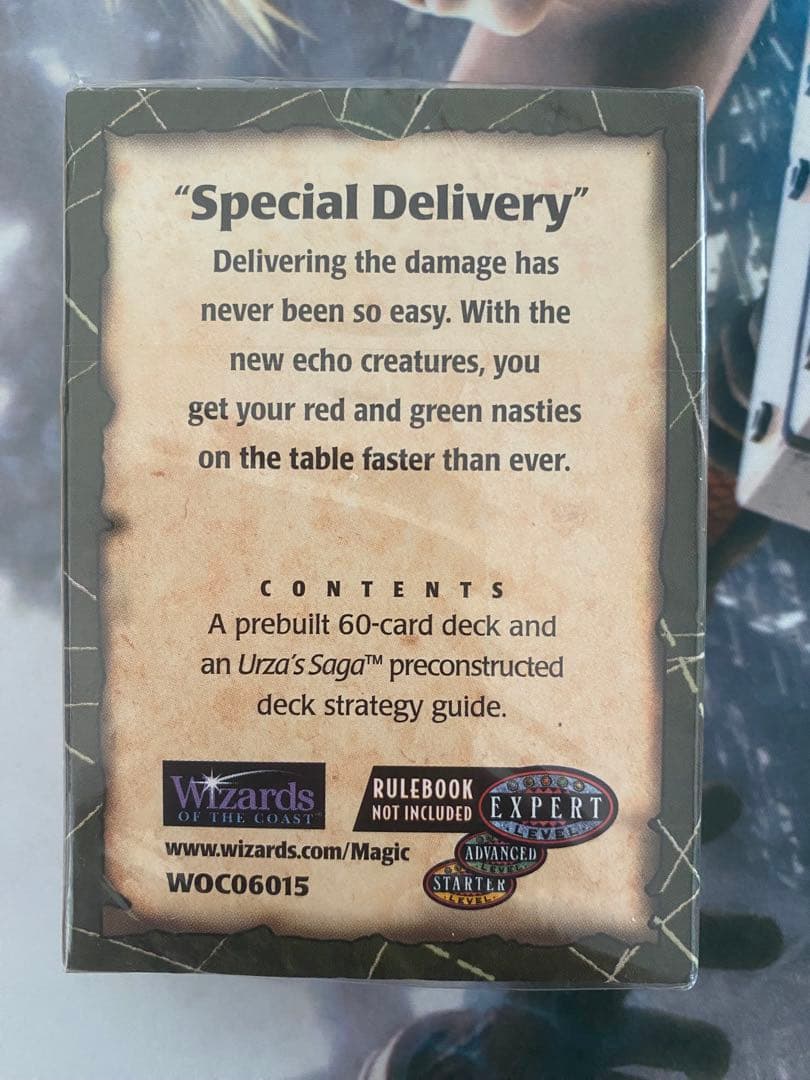 “Special Delivery”
Delivering the damage has
never been so easy. With the
new echo creatures, you
get your red and green nasties
on the table faster than ever.
CONTENTS
A prebuilt 60-card deck and
an Urza’s Saga™ preconstructed
deck strategy guide.
Wizards
OF THE COAST
RULEBOOK
NOT INCLUDED
EXPERT
LEVEL
www.wizards.com/Magic
ADVANCED
LEVEL
WOC06015
STARTER
LEVEL